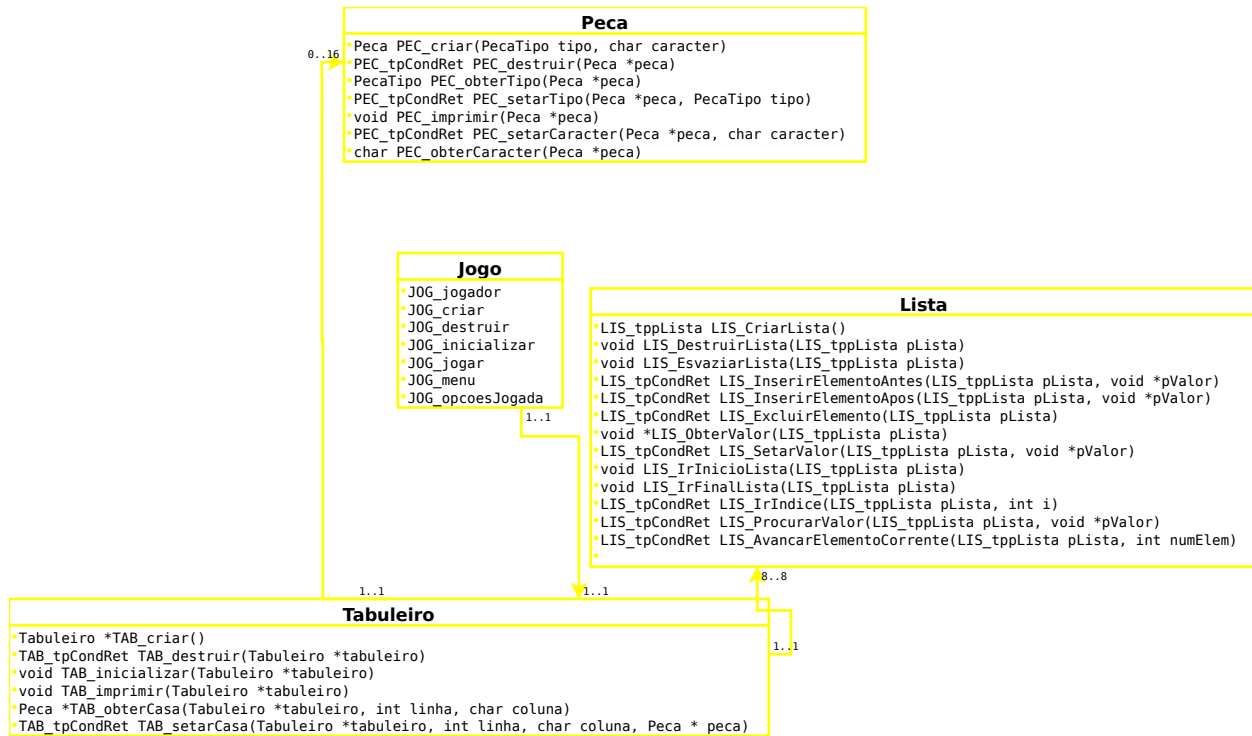 Peca
0..16
Peca PEC_criar(PecaTipo tipo, char caracter)
PEC_tpCondRet PEC_destruir(Peca *peca)
PecaTipo PEC_obterTipo(Peca *peca)
PEC_tpCondRet PEC_setarTipo(Peca *peca, PecaTipo tipo)
void PEC_imprimir(Peca *peca)
PEC_tpCondRet PEC_setarCaracter(Peca *peca, char caracter)
char PEC_obterCaracter(Peca *peca)
Jogo
JOG_jogador
JOG_criar
JOG_destruir
JOG_inicializar
JOG_jogar
JOG_menu
JOG_opcoesJogada
1..1
Lista
LIS_tppLista LIS_CriarLista()
void LIS_DestruirLista(LIS_tppLista pLista)
void LIS_EsvaziarLista(LIS_tppLista pLista)
LIS_tpCondRet LIS_InserirElementoAntes(LIS_tppLista pLista, void *pValor)
LIS_tpCondRet LIS_InserirElementoApos(LIS_tppLista pLista, void *pValor)
LIS_tpCondRet LIS_ExcluirElemento(LIS_tppLista pLista)
void *LIS_ObterValor(LIS_tppLista pLista)
LIS_tpCondRet LIS_SetarValor(LIS_tppLista pLista, void *pValor)
void LIS_IrInicioLista(LIS_tppLista pLista)
void LIS_IrFinalLista(LIS_tppLista pLista)
LIS_tpCondRet LIS_IrIndice(LIS_tppLista pLista, int i)
LIS_tpCondRet LIS_ProcurarValor(LIS_tppLista pLista, void *pValor)
LIS_tpCondRet LIS_AvancarElementoCorrente(LIS_tppLista pLista, int numElem)
8..8
1..1
1..1
Tabuleiro
Tabuleiro *TAB_criar()
TAB_tpCondRet TAB_destruir(Tabuleiro *tabuleiro)
void TAB_inicializar(Tabuleiro *tabuleiro)
void TAB_imprimir(Tabuleiro *tabuleiro)
Peca *TAB_obterCasa(Tabuleiro *tabuleiro, int linha, char coluna)
TAB_tpCondRet TAB_setarCasa(Tabuleiro *tabuleiro, int linha, char coluna, Peca * peca)
1..1